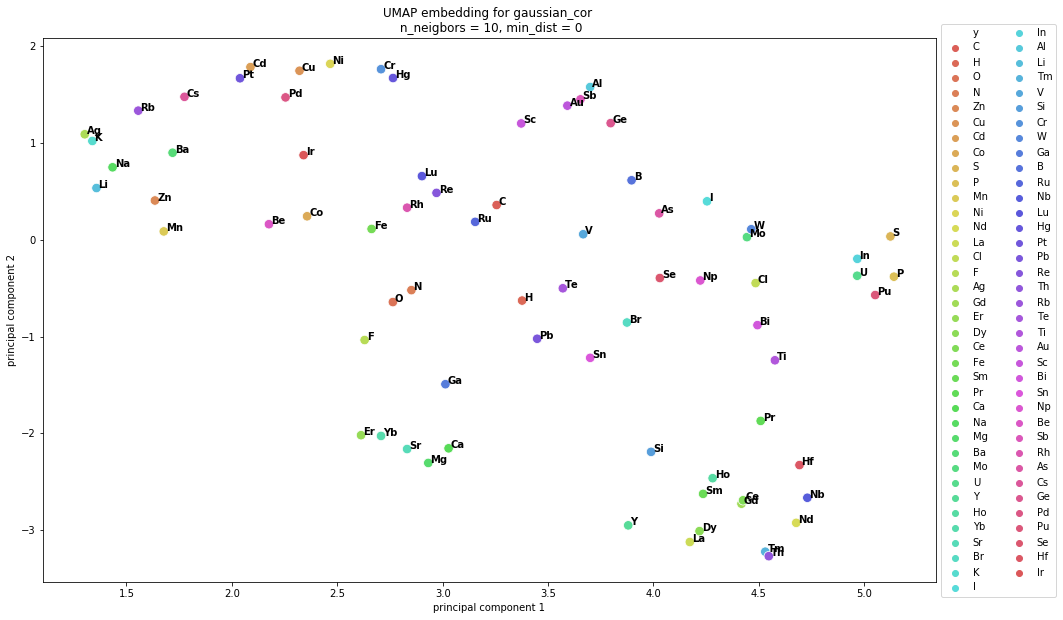 UMAP embedding for gaussian_cor
n_neigbors = 10, min_dist = 0
principal component 2
2
1
0
−1
−2
−3
1.5
2.0
2.5
3.0
3.5
4.0
4.5
5.0
principal component 1
Cd
Pt
Cu
Ni
Cr
Hg
Rb
Cs
Pd
Al
Sb
Au
Sc
Ge
Ag
K
Na
Ba
Li
Ir
Zn
Mn
Be
Co
Lu
Re
Rh
Ru
C
Fe
B
I
As
V
W
Mo
S
In
U
P
Pu
O
N
F
H
Te
Se
Np
Cl
Pb
Br
Bi
Sn
Ti
Ga
Er
Yb
Sr
Ca
Mg
Pr
Si
Hf
Ho
Sm
Ce
Gd
Nb
Nd
Y
Dy
La
Tm
Th
y
C
H
O
N
Zn
Cu
Cd
Co
S
P
Mn
Ni
Nd
La
Cl
F
Ag
Gd
Er
Dy
Ce
Fe
Sm
Pr
Ca
Na
Mg
Ba
Mo
U
Y
Ho
Yb
Sr
Br
K
I
In
Al
Li
Tm
V
Si
Cr
W
Ga
B
Ru
Nb
Lu
Hg
Pt
Pb
Re
Th
Rb
Te
Ti
Au
Sc
Bi
Sn
Np
Be
Sb
Rh
As
Cs
Ge
Pd
Pu
Se
Hf
Ir